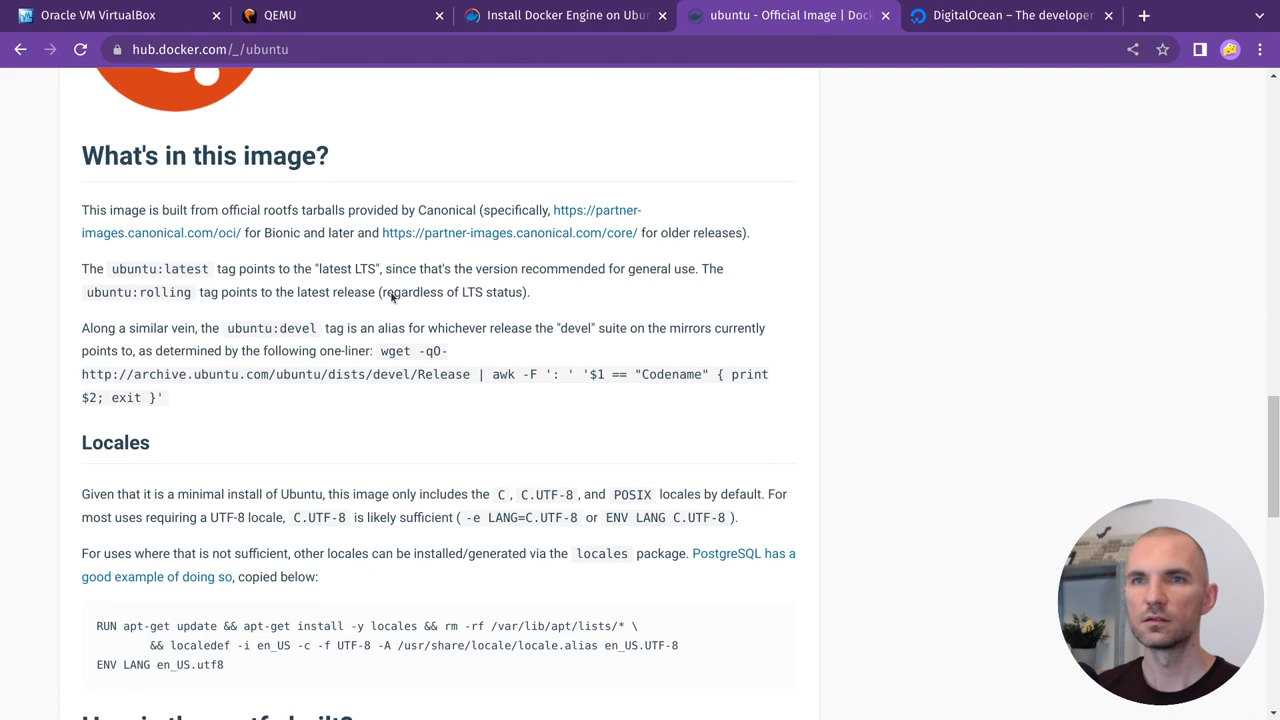 Oracle VM VirtualBox
QEMU
Install Docker Engine on Ubu
ubuntu - Official Image | Doc
DigitalOcean – The developer
hub.docker.com/_/ubuntu
What's in this image?
This image is built from official rootfs tarballs provided by Canonical (specifically, https://partner-
images.canonical.com/oci/ for Bionic and later and https://partner-images.canonical.com/core/ for older releases).
The ubuntu:latest tag points to the "latest LTS", since that's the version recommended for general use. The
ubuntu:rolling tag points to the latest release (regardless of LTS status).
Along a similar vein, the ubuntu:devel tag is an alias for whichever release the "devel" suite on the mirrors currently
points to, as determined by the following one-liner: wget -qO-
http://archive.ubuntu.com/ubuntu/dists/devel/Release | awk -F ': ' '$1 == "Codename" { print
$2; exit }'
Locales
Given that it is a minimal install of Ubuntu, this image only includes the C, C.UTF-8, and POSIX locales by default. For
most uses requiring a UTF-8 locale, C.UTF-8 is likely sufficient ( -e LANG=C.UTF-8 or ENV LANG C.UTF-8 ).
For uses where that is not sufficient, other locales can be installed/generated via the locales package. PostgreSQL has a
good example of doing so, copied below:
RUN apt-get update && apt-get install -y locales && rm -rf /var/lib/apt/lists/* \
&& localedef -i en_US -c -f UTF-8 -A /usr/share/locale/locale.alias en_US.UTF-8
ENV LANG en_US.utf8